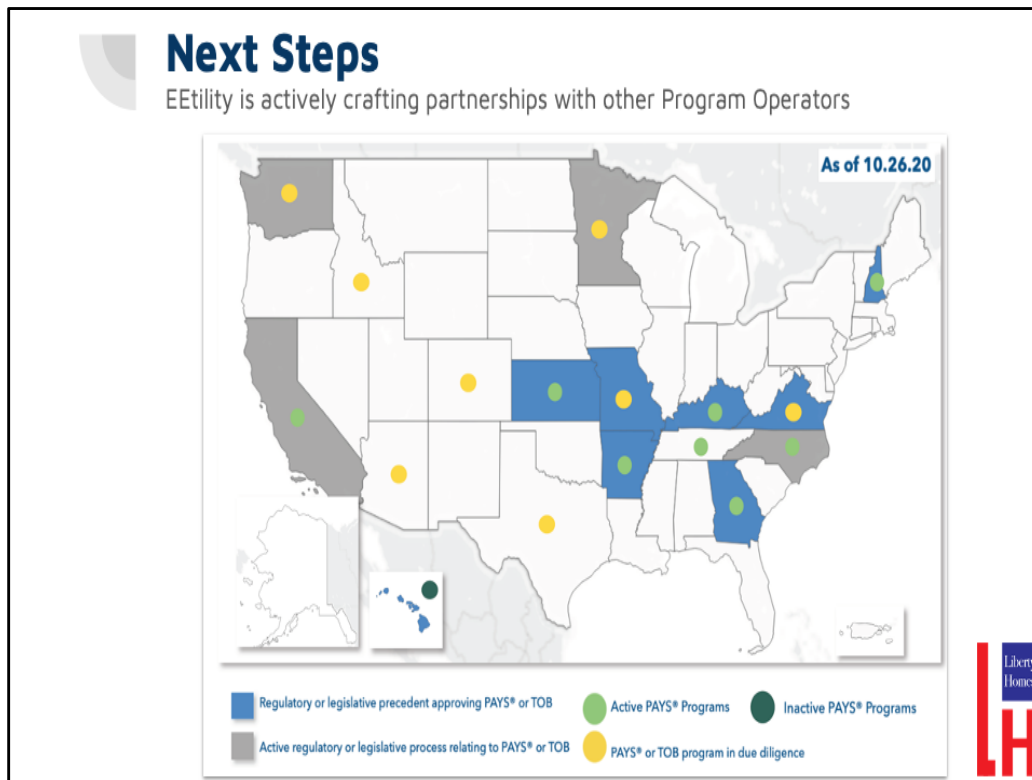 Next Steps
EEtility is actively crafting partnerships with other Program Operators
As of 10.26.20
Regulatory or legislative precedent approving PAYS® or TOB
Active PAYS® Programs
Inactive PAYS® Programs
Active regulatory or legislative process relating to PAYS® or TOB
PAYS® or TOB program in due diligence
Liberty
Homes
LH